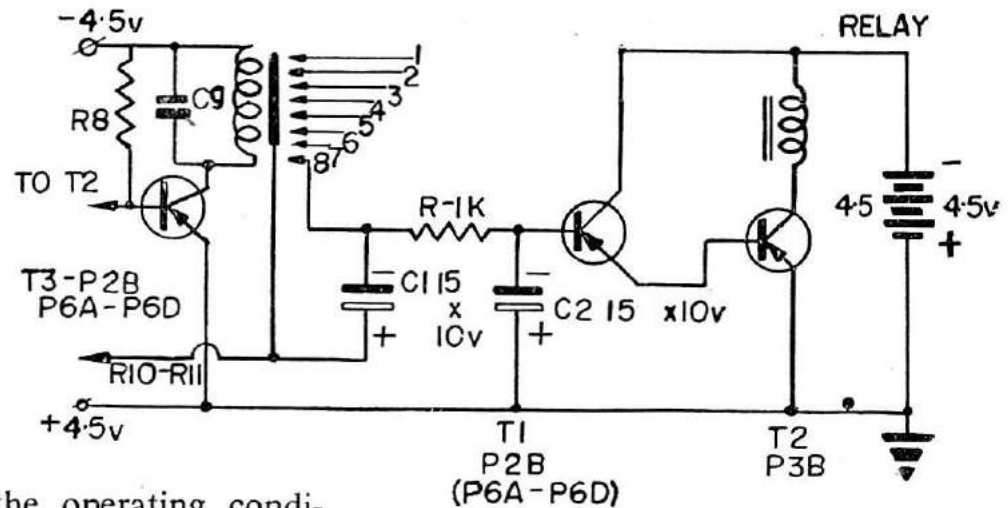 -4.5v
RELAY
1
2
3
4
5
6
7
8
C9
R8
TO T2
R-1K
4.5
-
4.5v
+
T3-P2B
P6A-P6D
-
C1 15
x
10v
+
-
C2 15 x10v
+
R10-R11
+4.5v
T1
P2B
(P6A-P6D)
T2
P3B
the operating condi-